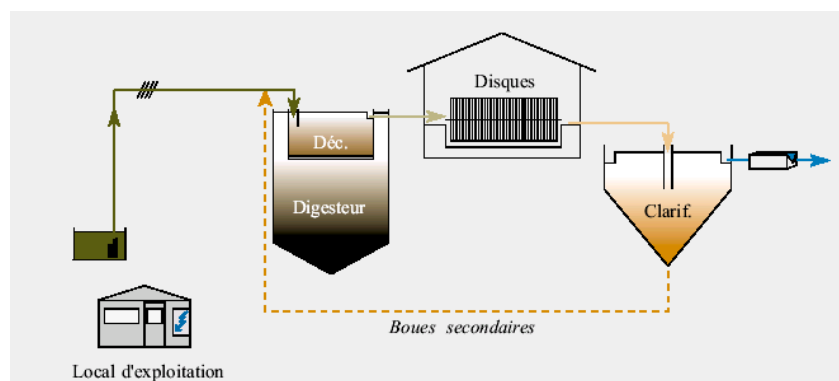 Disques
Déc.
Digesteur
Clarif.
Boues secondaires
Local d'exploitation